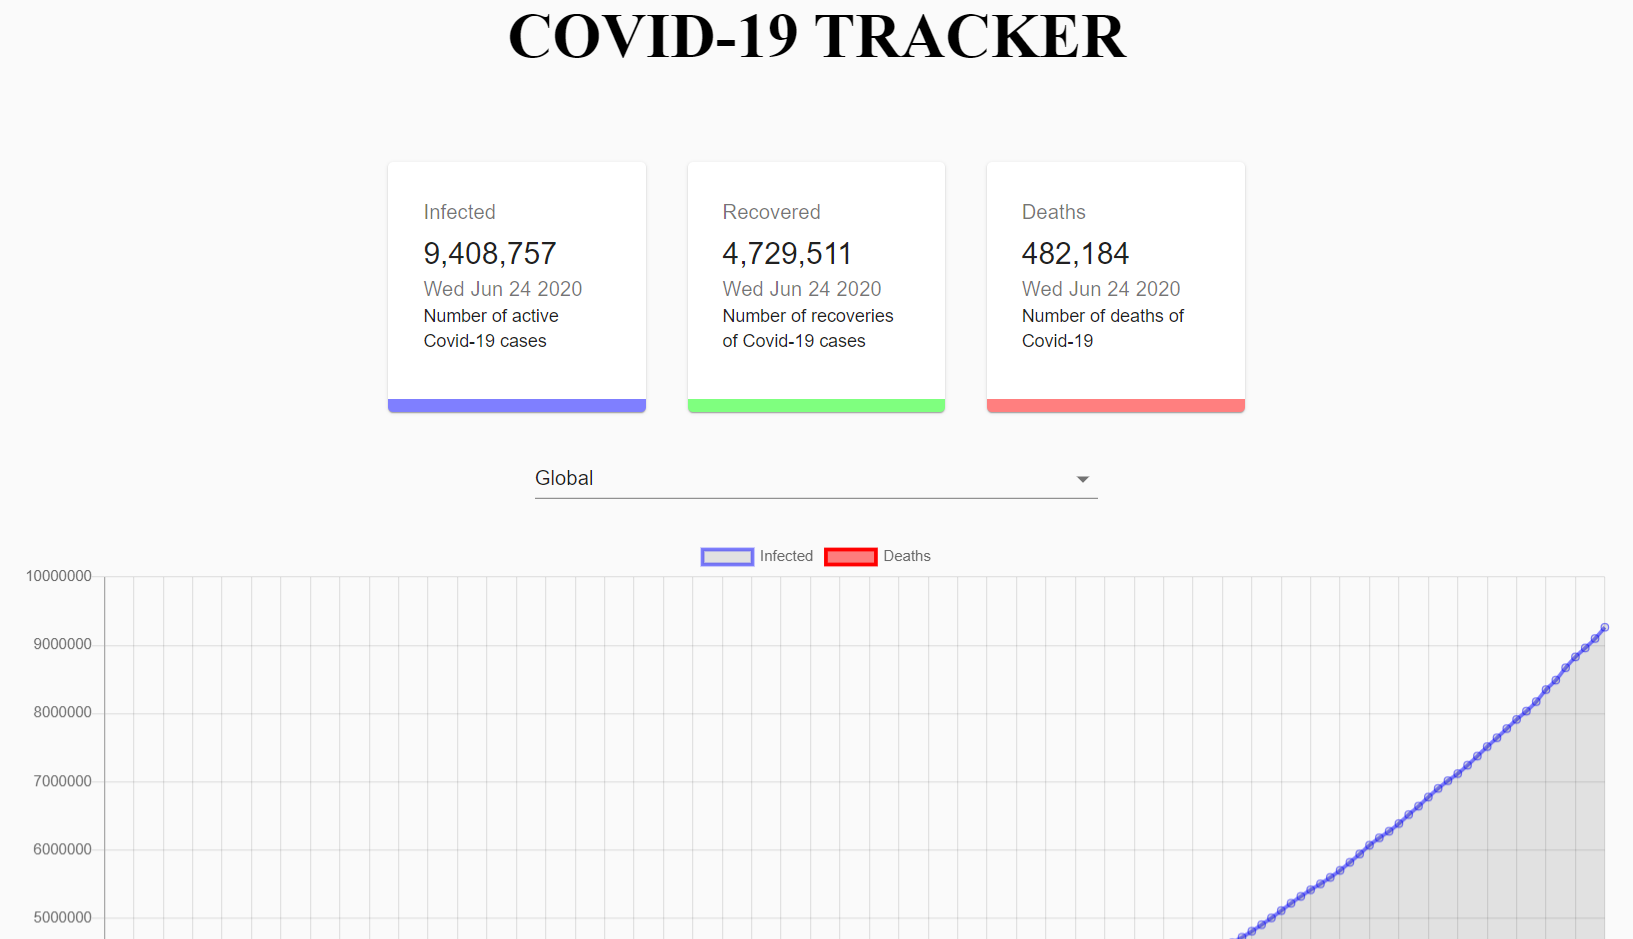 COVID-19 TRACKER
Infected
9,408,757
Wed Jun 24 2020
Number of active
Covid-19 cases
Recovered
4,729,511
Wed Jun 24 2020
Number of recoveries
of Covid-19 cases
Deaths
482,184
Wed Jun 24 2020
Number of deaths of
Covid-19
Global
Infected
Deaths
10000000
9000000
8000000
7000000
6000000
5000000